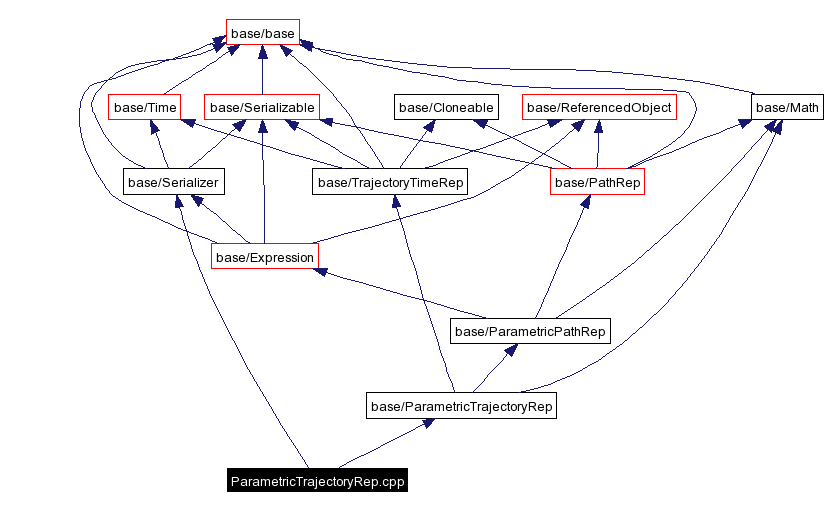 base/base
base/Time
base/Serializable
base/Cloneable
base/ReferencedObject
base/Math
base/Serializer
base/TrajectoryTimeRep
base/PathRep
base/Expression
base/ParametricPathRep
base/ParametricTrajectoryRep
ParametricTrajectoryRep.cpp